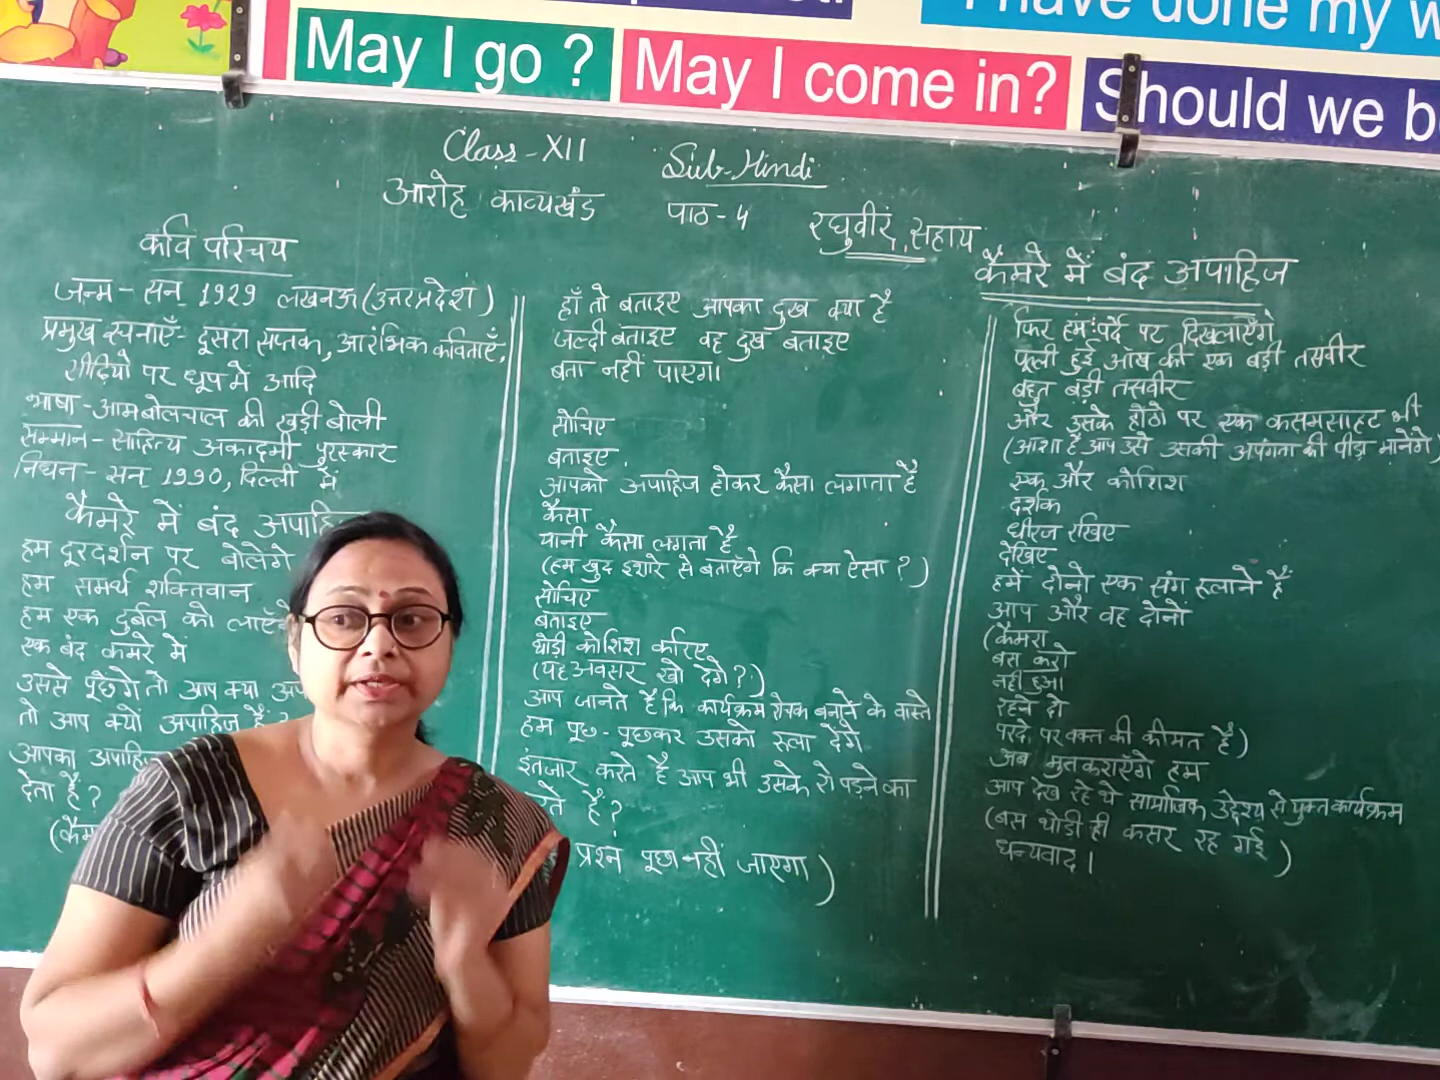 I have done my w
May I go ?
May I come in?
Should we b
Class-XII Sub-Hindi
आरोह काव्यखंड पाठ-4 रघुवीर सहाय
कवि परिचय
जन्म - सन् 1929 लखनऊ (उत्तरप्रदेश)
प्रमुख रचनाएँ- दूसरा सप्तक, आरंभिक कविताएँ,
सीढ़ियों पर धूप में आदि
भाषा - आमबोलचाल की खड़ी बोली
सम्मान - साहित्य अकादमी पुरस्कार
निधन - सन् 1990, दिल्ली में
कैमरे में बंद अपाहि
हम दूरदर्शन पर बोलेंगे
हम समर्थ शक्तिवान
हम एक दुर्बल को लाएँगे
एक बंद कमरे में
उससे पूछेंगे तो आप क्या अप
तो आप क्यों अपाहिज हैं?
आपका अपाहि
देता है?
(कैम
हाँ तो बताइए आपका दुख क्या है
जल्दी बताइए वह दुख बताइए
बता नहीं पाएगा
सोचिए
बताइए
आपको अपाहिज होकर कैसा लगाता है
कैसा
यानी कैसा लगता है
(हम खुद इशारे से बताएँगे कि क्या ऐसा?)
सोचिए
बताइए
थोड़ी कोशिश करिए
(यह अवसर खो देंगे?)
आप जानते हैं कि कार्यक्रम रोचक बनाने के वास्ते
हम पूछ-पूछकर उसको रुला देंगे
इंतजार करते हैं आप भी उसके रो पड़ने का
रते हैं?
प्रश्न पूछा नहीं जाएगा)
कैमरे में बंद अपाहिज
फिर हम पर्दे पर दिखलाएँगे
फूली हुई आँख की एक बड़ी तसवीर
बहुत बड़ी तसवीर
और उसके होंठो पर एक कसमसाहट भी
(आशा है आप उसे उसकी अपंगता की पीड़ा मानेंगे)
एक और कोशिश
दर्शक
धीरज रखिए
देखिए
हमें दोनो एक संग रुलाने हैं
आप और वह दोनो
(कैमरा
बस करो
नहीं हुआ
रहने दो
परदे पर वक्त की कीमत है)
अब मुसकराएँगे हम
आप देख रहे थे सामाजिक उद्देश्य से युक्त कार्यक्रम
(बस थोड़ी ही कसर रह गई)
धन्यवाद।